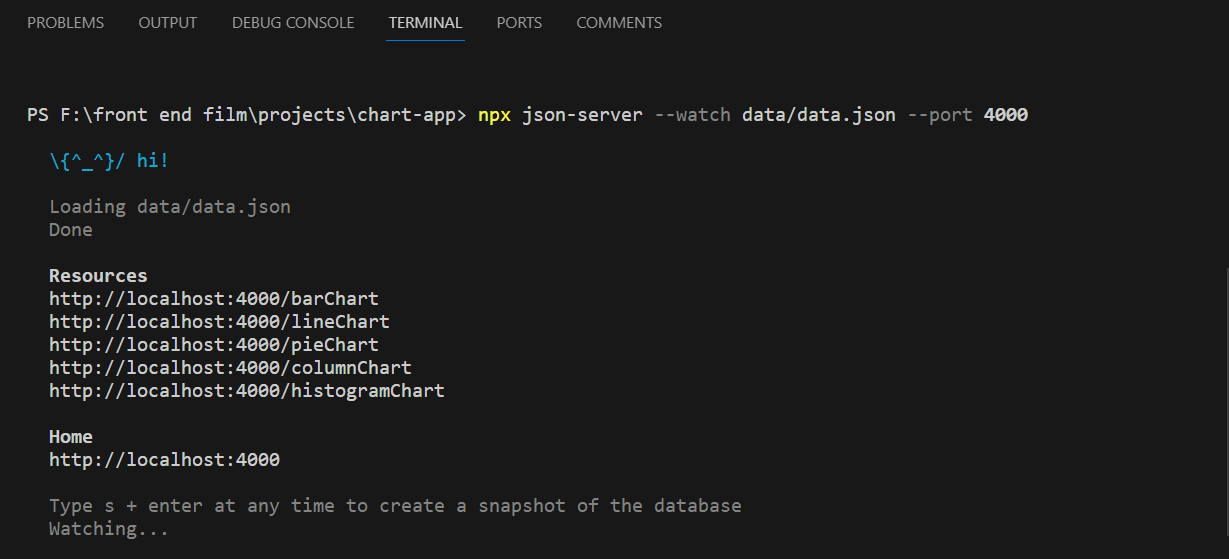 PROBLEMS OUTPUT DEBUG CONSOLE TERMINAL PORTS COMMENTS
PS F:\front end film\projects\chart-app> npx json-server --watch data/data.json --port 4000
\{^_^}/ hi!
Loading data/data.json
Done
Resources
http://localhost:4000/barChart
http://localhost:4000/lineChart
http://localhost:4000/pieChart
http://localhost:4000/columnChart
http://localhost:4000/histogramChart
Home
http://localhost:4000
Type s + enter at any time to create a snapshot of the database
Watching...